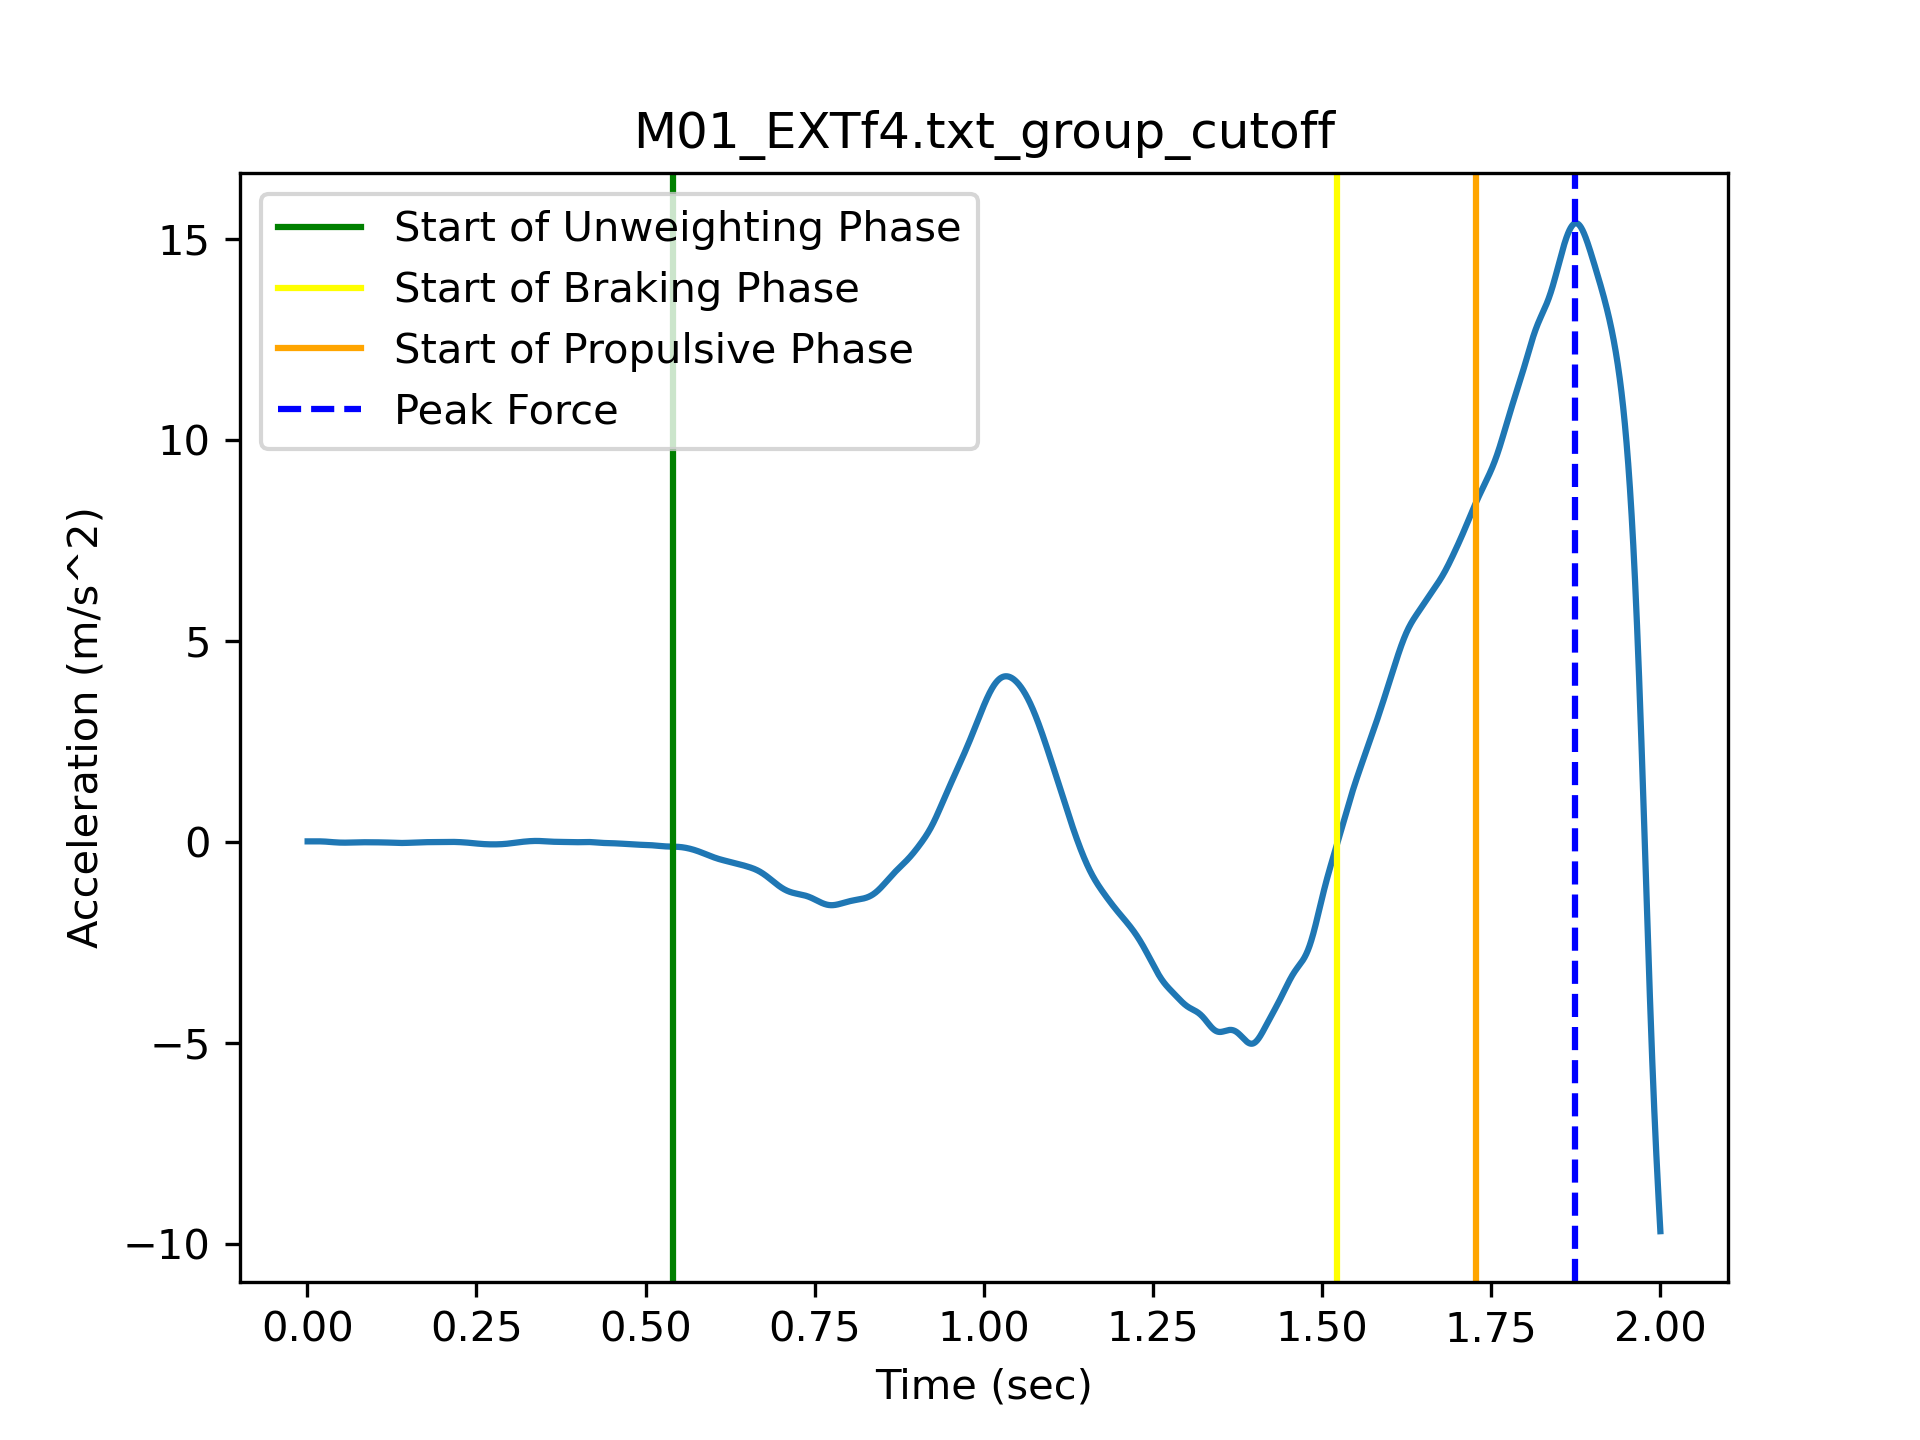 M01_EXTf4.txt_group_cutoff
Start of Unweighting Phase
Start of Braking Phase
Start of Propulsive Phase
Peak Force
15
10
5
0
−5
−10
Acceleration (m/s^2)
0.00 0.25 0.50 0.75 1.00 1.25 1.50 1.75 2.00
Time (sec)